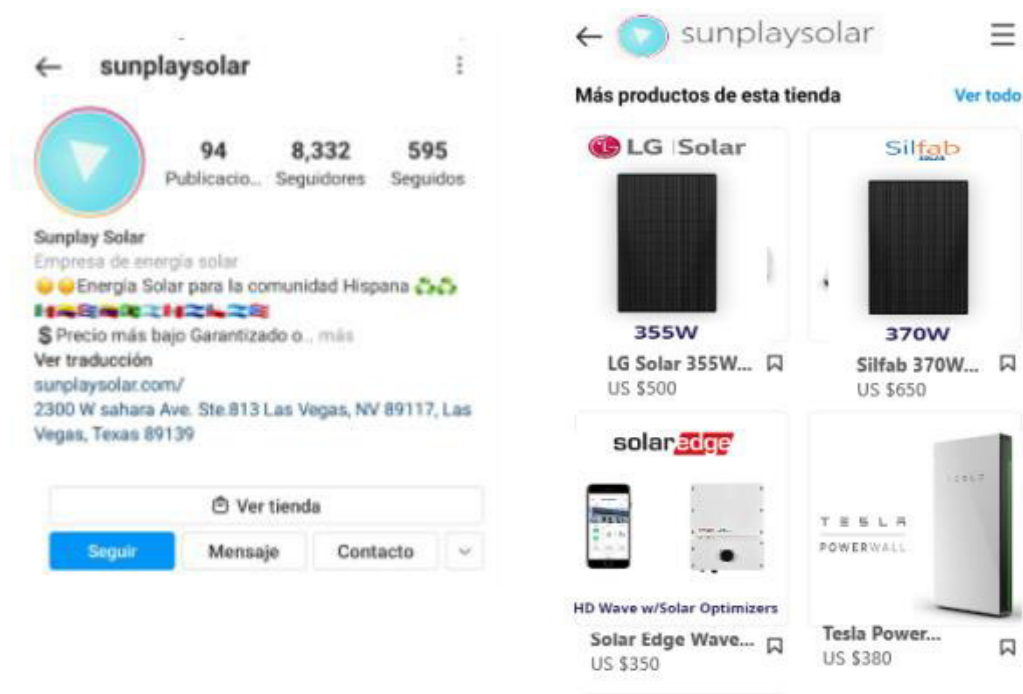 sunplaysolar
94
8,332
595
Publicacio...
Seguidores
Seguidos
Sunplay Solar
Empresa de energía solar
Energía Solar para la comunidad Hispana
$ Precio más bajo Garantizado o... más
Ver traducción
sunplaysolar.com/
2300 W sahara Ave. Ste.813 Las Vegas, NV 89117, Las
Vegas, Texas 89139
Ver tienda
Seguir
Mensaje
Contacto
sunplaysolar
Más productos de esta tienda
Ver todo
LG Solar
355W
LG Solar 355W...
US $500
Silfab
SOLAR
370W
Silfab 370W...
US $650
solaredge
HD Wave w/Solar Optimizers
Solar Edge Wave...
US $350
TESLA
POWERWALL
TESLA
Tesla Power...
US $380